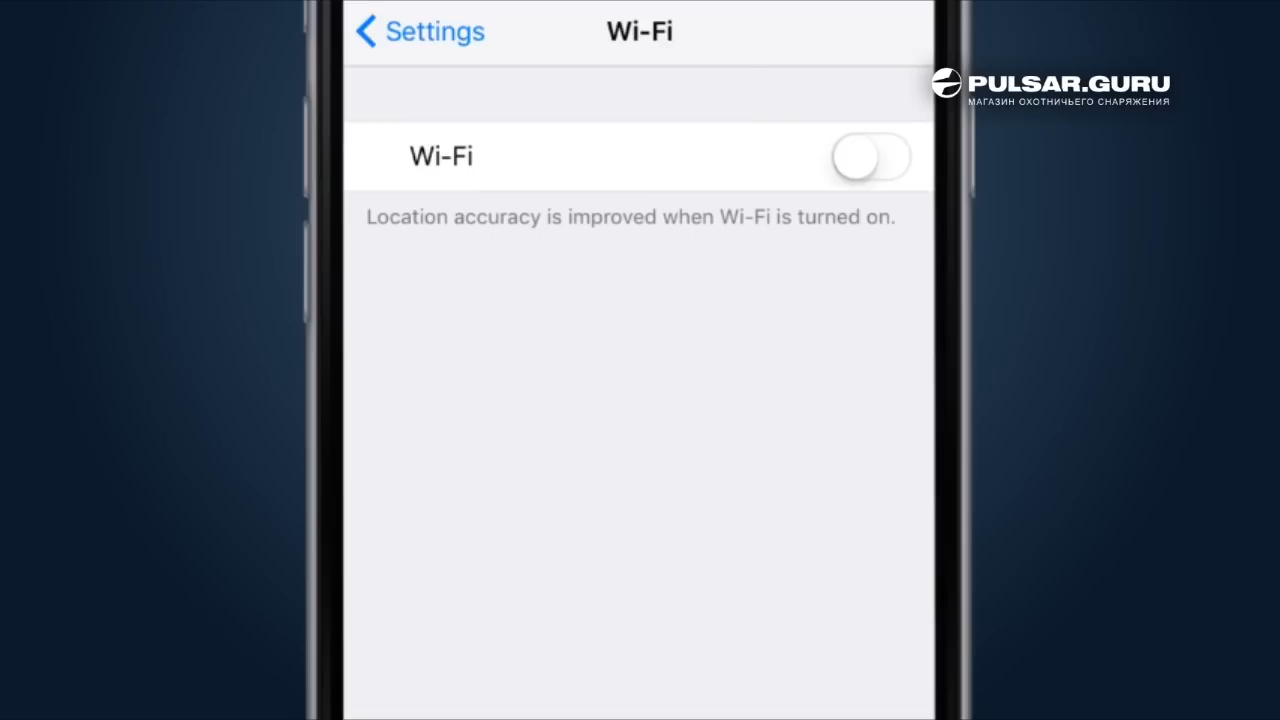 Settings
Wi-Fi
PULSAR.GURU
МАГАЗИН ОХОТНИЧЬЕГО СНАРЯЖЕНИЯ
Wi-Fi
Location accuracy is improved when Wi-Fi is turned on.